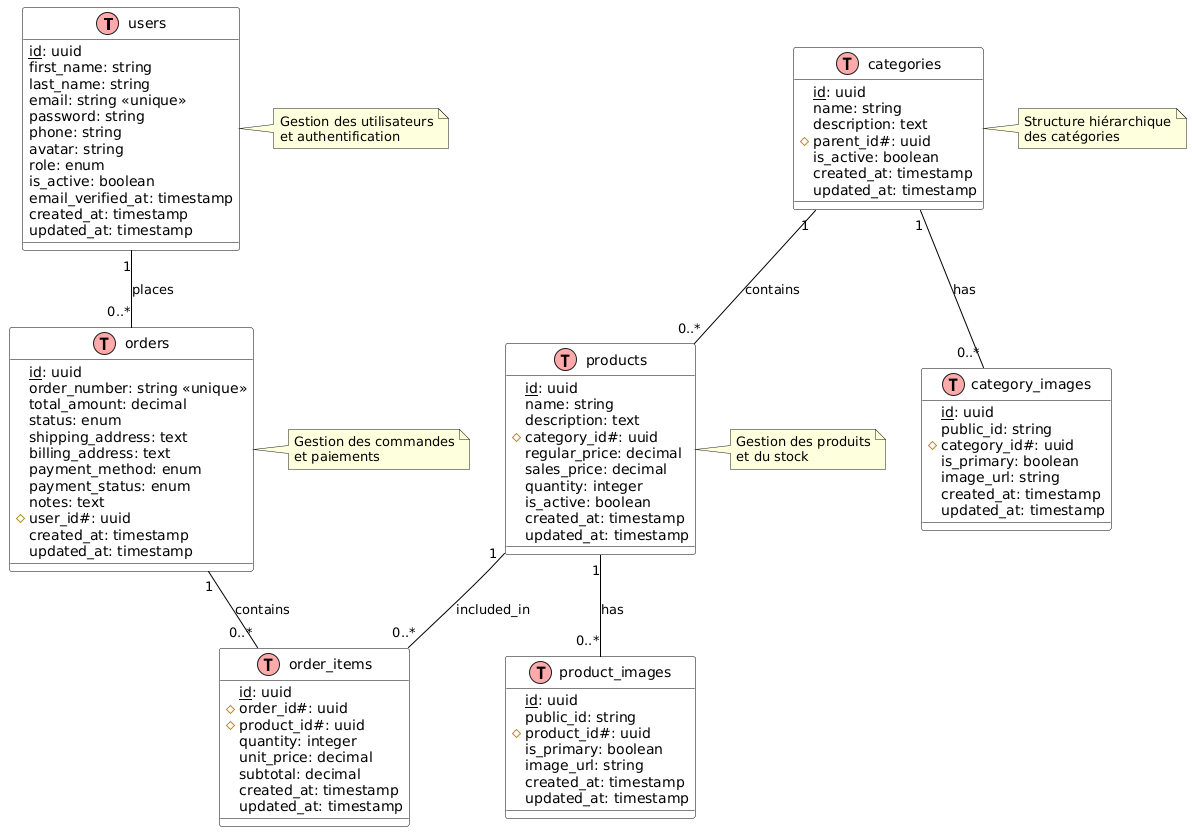 T users
id: uuid
first_name: string
last_name: string
email: string «unique»
password: string
phone: string
avatar: string
role: enum
is_active: boolean
email_verified_at: timestamp
created_at: timestamp
updated_at: timestamp
Gestion des utilisateurs
et authentification
T categories
id: uuid
name: string
description: text
parent_id#: uuid
is_active: boolean
created_at: timestamp
updated_at: timestamp
Structure hiérarchique
des catégories
1
places
0..*
1
contains
0..*
1
has
0..*
T orders
id: uuid
order_number: string «unique»
total_amount: decimal
status: enum
shipping_address: text
billing_address: text
payment_method: enum
payment_status: enum
notes: text
user_id#: uuid
created_at: timestamp
updated_at: timestamp
Gestion des commandes
et paiements
T products
id: uuid
name: string
description: text
category_id#: uuid
regular_price: decimal
sales_price: decimal
quantity: integer
is_active: boolean
created_at: timestamp
updated_at: timestamp
Gestion des produits
et du stock
T category_images
id: uuid
public_id: string
category_id#: uuid
is_primary: boolean
image_url: string
created_at: timestamp
updated_at: timestamp
1
contains
0..*
1
included_in
0..*
1
has
0..*
T order_items
id: uuid
order_id#: uuid
product_id#: uuid
quantity: integer
unit_price: decimal
subtotal: decimal
created_at: timestamp
updated_at: timestamp
T product_images
id: uuid
public_id: string
product_id#: uuid
is_primary: boolean
image_url: string
created_at: timestamp
updated_at: timestamp